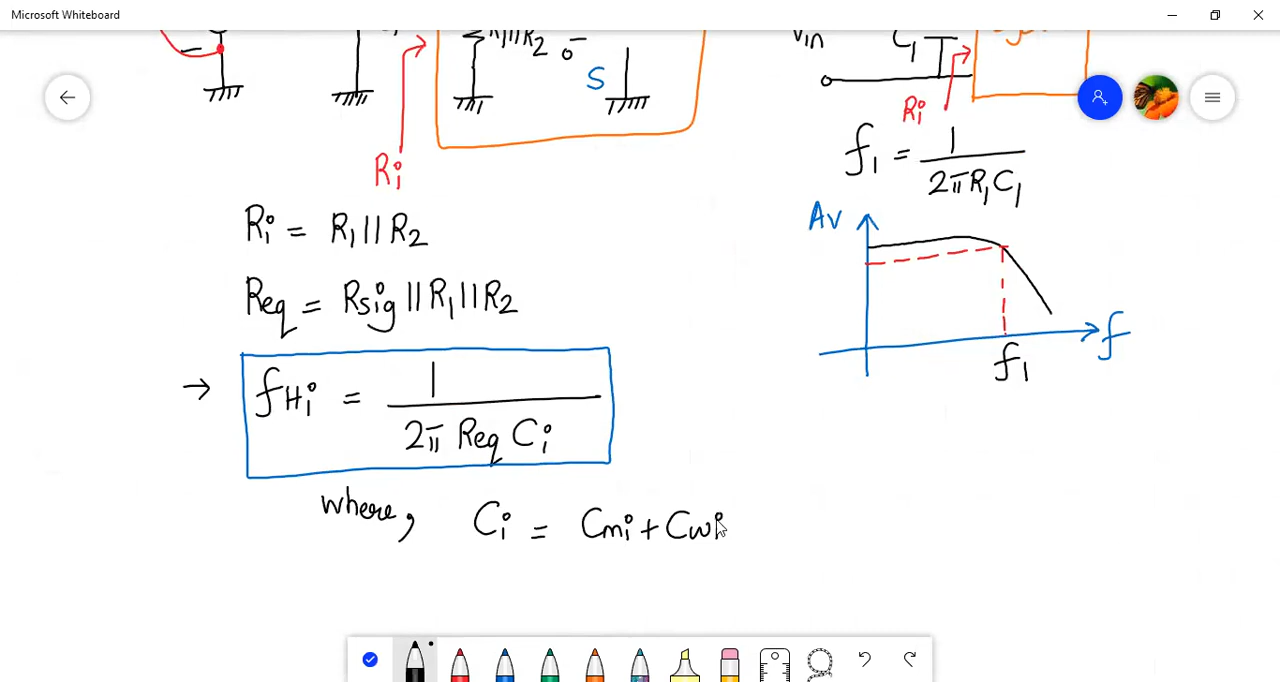 Microsoft Whiteboard
R₁||R₂
S
Rᵢ
Vin
C₁
Rᵢ
f₁ = 1 / 2πR₁C₁
Rᵢ = R₁||R₂
Req = Rsig||R₁||R₂
→ fHᵢ = 1 / 2π Req Cᵢ
where, Cᵢ = Cmᵢ + Cwᵢ
Av
f
f₁